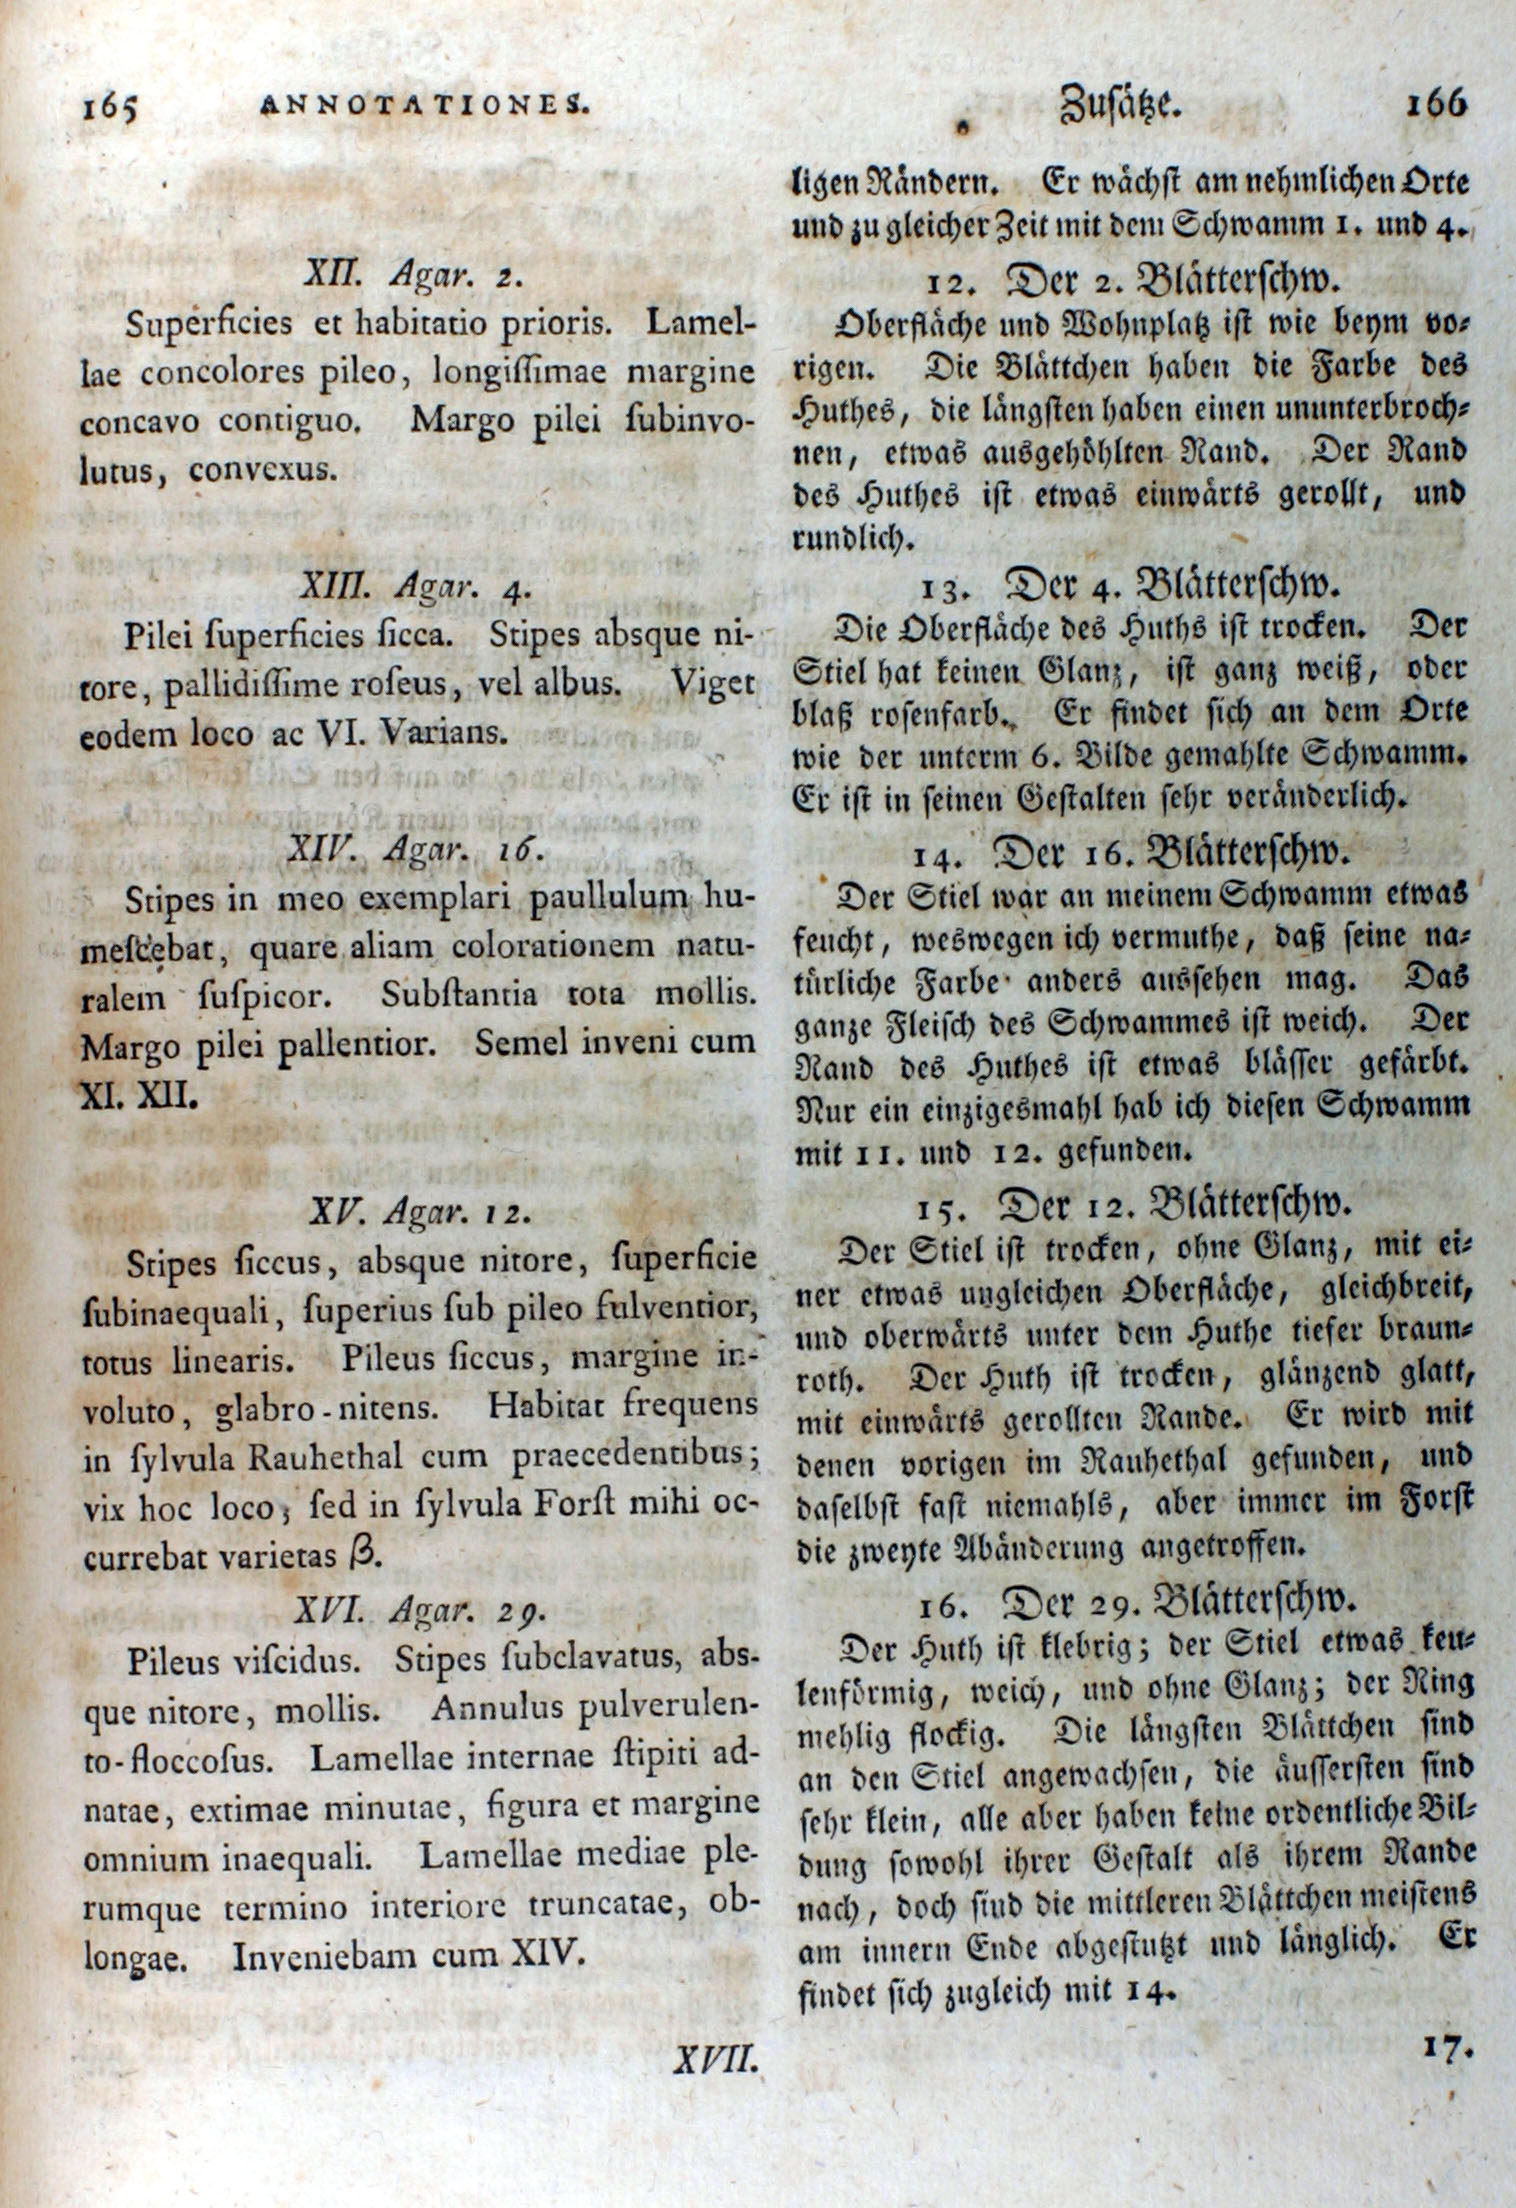 165 ANNOTATIONES.
XII. Agar. 2.
Superficies et habitatio prioris. Lamel-
lae concolores pileo, longiſſimae margine
concavo contiguo. Margo pilei ſubinvo-
lutus, convexus.
XIII. Agar. 4.
Pilei ſuperficies ſicca. Stipes absque ni-
tore, pallidiſſime roſeus, vel albus. Viget
eodem loco ac VI. Varians.
XIV. Agar. 16.
Stipes in meo exemplari paullulum hu-
meſcebat, quare aliam colorationem natu-
ralem ſuſpicor. Subſtantia tota mollis.
Margo pilei pallentior. Semel inveni cum
XI. XII.
XV. Agar. 12.
Stipes ſiccus, absque nitore, ſuperficie
ſubinaequali, ſuperius ſub pileo fulventior,
totus linearis. Pileus ſiccus, margine in-
voluto, glabro-nitens. Habitat frequens
in ſylvula Rauhethal cum praecedentibus;
vix hoc loco, ſed in ſylvula Forſt mihi oc-
currebat varietas β.
XVI. Agar. 29.
Pileus viſcidus. Stipes ſubclavatus, abs-
que nitore, mollis. Annulus pulverulen-
to-floccoſus. Lamellae internae ſtipiti ad-
natae, extimae minutae, figura et margine
omnium inaequali. Lamellae mediae ple-
rumque termino interiore truncatae, ob-
longae. Inveniebam cum XIV.
XVII.
Zuſätze. 166
ligen Rändern. Er wächſt am nehmlichen Orte
und zu gleicher Zeit mit dem Schwamm 1. und 4.
12. Der 2. Blätterſchw.
Oberfläche und Wohnplatz iſt wie beym vo-
rigen. Die Blättchen haben die Farbe des
Huthes, die längſten haben einen ununterbroch-
nen, etwas ausgehöhlten Rand. Der Rand
des Huthes iſt etwas einwärts gerollt, und
rundlich.
13. Der 4. Blätterſchw.
Die Oberfläche des Huths iſt trocken. Der
Stiel hat keinen Glanz, iſt ganz weiß, oder
blaß roſenfarb. Er findet ſich an dem Orte
wie der unterm 6. Bilde gemahlte Schwamm.
Er iſt in ſeinen Geſtalten ſehr veränderlich.
14. Der 16. Blätterſchw.
Der Stiel war an meinem Schwamm etwas
feucht, weswegen ich vermuthe, daß ſeine na-
türliche Farbe anders ausſehen mag. Das
ganze Fleiſch des Schwammes iſt weich. Der
Rand des Huthes iſt etwas bläſſer gefärbt.
Nur ein einzigesmahl hab ich dieſen Schwamm
mit 11. und 12. gefunden.
15. Der 12. Blätterſchw.
Der Stiel iſt trocken, ohne Glanz, mit ei-
ner etwas ungleichen Oberfläche, gleichbreit,
und oberwärts unter dem Huthe tiefer braun-
roth. Der Huth iſt trocken, glänzend glatt,
mit einwärts gerollten Rande. Er wird mit
denen vorigen im Rauhethal gefunden, und
daſelbſt faſt niemahls, aber immer im Forſt
die zweyte Abänderung angetroffen.
16. Der 29. Blätterſchw.
Der Huth iſt klebrig; der Stiel etwas keu-
lenförmig, weich, und ohne Glanz; der Ring
mehlig flockig. Die längſten Blättchen ſind
an den Stiel angewachſen, die äuſſerſten ſind
ſehr klein, alle aber haben keine ordentliche Bil-
dung ſowohl ihrer Geſtalt als ihrem Rande
nach, doch ſind die mittleren Blättchen meiſtens
am innern Ende abgeſtutzt und länglich. Er
findet ſich zugleich mit 14.
17.